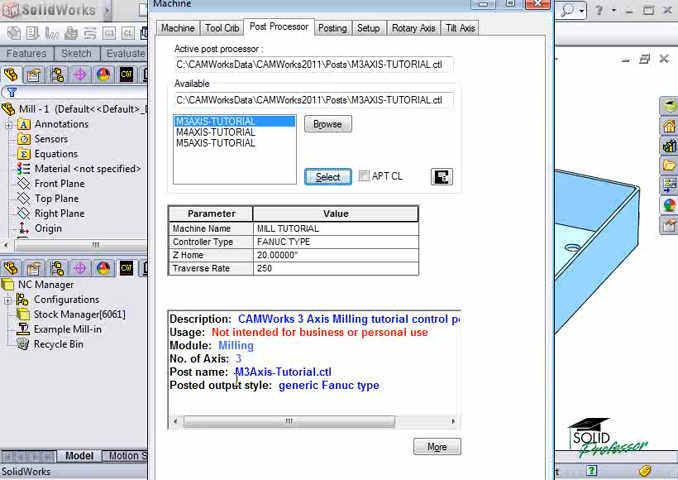 SolidWorks
Machine
Features Sketch Evaluate
Machine Tool Crib Post Processor Posting Setup Rotary Axis Tilt Axis
Active post processor :
C:\CAMWorksData\CAMWorks2011\Posts\M3AXIS-TUTORIAL.ctl
Available
C:\CAMWorksData\CAMWorks2011\Posts\M3AXIS-TUTORIAL.ctl
M3AXIS-TUTORIAL
M4AXIS-TUTORIAL
M5AXIS-TUTORIAL
Browse
Select
APT CL
Parameter Value
Machine Name MILL TUTORIAL
Controller Type FANUC TYPE
Z Home 20.00000"
Traverse Rate 250
Description: CAMWorks 3 Axis Milling tutorial control p
Usage: Not intended for business or personal use
Module: Milling
No. of Axis: 3
Post name: M3Axis-Tutorial.ctl
Posted output style: generic Fanuc type
More
Mill - 1 (Default<<Default>_D
Annotations
Sensors
Equations
Material <not specified>
Front Plane
Top Plane
Right Plane
Origin
NC Manager
Configurations
Stock Manager[6061]
Example Mill-in
Recycle Bin
Model Motion S
SolidWorks
SOLID
Professor